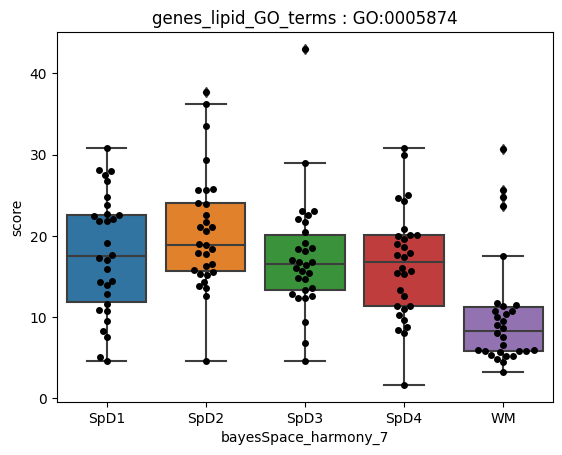 genes_lipid_GO_terms : GO:0005874
40
30
20
10
0
score
SpD1 SpD2 SpD3 SpD4 WM
bayesSpace_harmony_7